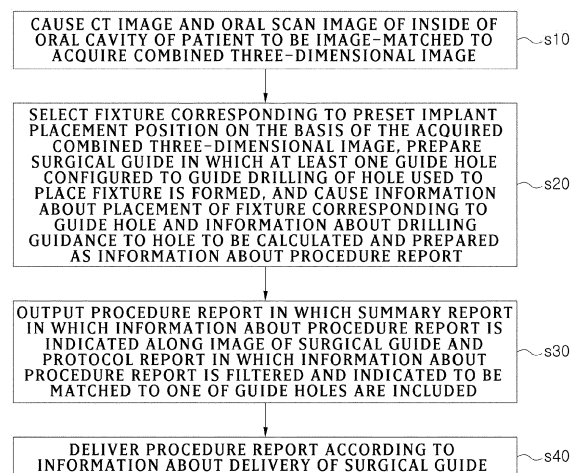 CAUSE CT IMAGE AND ORAL SCAN IMAGE OF INSIDE OF
ORAL CAVITY OF PATIENT TO BE IMAGE-MATCHED TO
ACQUIRE COMBINED THREE-DIMENSIONAL IMAGE
s10
SELECT FIXTURE CORRESPONDING TO PRESET IMPLANT
PLACEMENT POSITION ON THE BASIS OF THE ACQUIRED
COMBINED THREE-DIMENSIONAL IMAGE, PREPARE
SURGICAL GUIDE IN WHICH AT LEAST ONE GUIDE HOLE
CONFIGURED TO GUIDE DRILLING OF HOLE USED TO
PLACE FIXTURE IS FORMED, AND CAUSE INFORMATION
ABOUT PLACEMENT OF FIXTURE CORRESPONDING TO
GUIDE HOLE AND INFORMATION ABOUT DRILLING
GUIDANCE TO HOLE TO BE CALCULATED AND PREPARED
AS INFORMATION ABOUT PROCEDURE REPORT
s20
OUTPUT PROCEDURE REPORT IN WHICH SUMMARY REPORT
IN WHICH INFORMATION ABOUT PROCEDURE REPORT IS
INDICATED ALONG IMAGE OF SURGICAL GUIDE AND
PROTOCOL REPORT IN WHICH INFORMATION ABOUT
PROCEDURE REPORT IS FILTERED AND INDICATED TO BE
MATCHED TO ONE OF GUIDE HOLES ARE INCLUDED
s30
DELIVER PROCEDURE REPORT ACCORDING TO
INFORMATION ABOUT DELIVERY OF SURGICAL GUIDE
s40